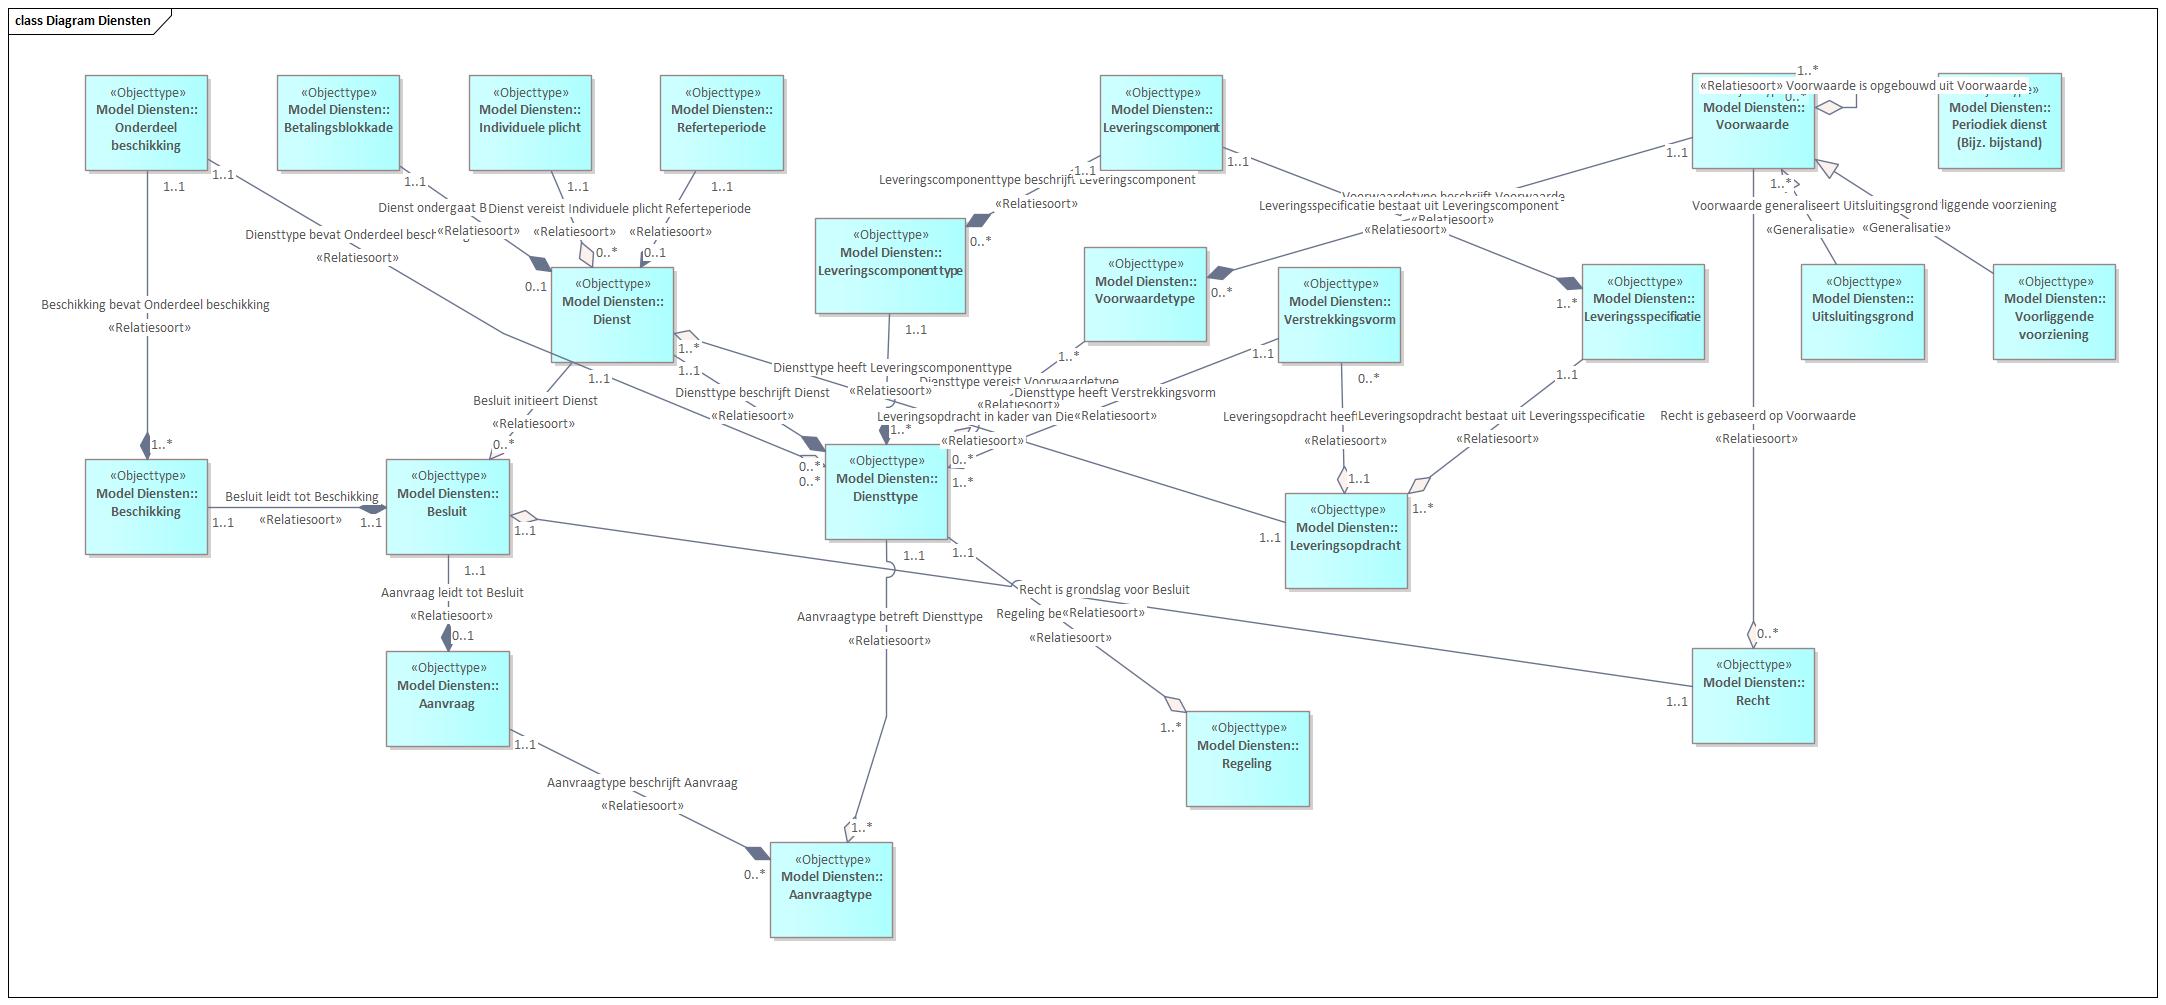 class Diagram Diensten
«Objecttype»
Model Diensten::
Onderdeel
beschikking
«Objecttype»
Model Diensten::
Betalingsblokkade
«Objecttype»
Model Diensten::
Individuele plicht
«Objecttype»
Model Diensten::
Referteperiode
«Objecttype»
Model Diensten::
Leveringscomponent
1..*
«Relatiesoort» Voorwaarde is opgebouwd uit Voorwaarde
0..*
Model Diensten::
Voorwaarde
Model Diensten::
Periodiek dienst
(Bijz. bijstand)
1..1
1..1
1..1
1..1
1..1
1..1
1..1
1..1
1..*
Leveringscomponenttype beschrijft Leveringscomponent
«Relatiesoort»
Voorwaardetype beschrijft Voorwaarde
Leveringsspecificatie bestaat uit Leveringscomponent
«Relatiesoort»
«Relatiesoort»
Voorwaarde generaliseert Uitsluitingsgrond
liggende voorziening
«Generalisatie»
«Generalisatie»
Dienst ondergaat B
Dienst vereist Individuele plicht
Referteperiode
«Relatiesoort»
«Relatiesoort»
«Relatiesoort»
Diensttype bevat Onderdeel besch
«Relatiesoort»
0..1
0..*
0..1
0..*
0..*
1..*
«Objecttype»
Model Diensten::
Dienst
«Objecttype»
Model Diensten::
Leveringscomponenttype
«Objecttype»
Model Diensten::
Voorwaardetype
«Objecttype»
Model Diensten::
Verstrekkingsvorm
«Objecttype»
Model Diensten::
Leveringsspecificatie
«Objecttype»
Model Diensten::
Uitsluitingsgrond
«Objecttype»
Model Diensten::
Voorliggende
voorziening
Beschikking bevat Onderdeel beschikking
«Relatiesoort»
1..1
1..*
1..1
1..1
1..*
1..1
0..*
1..1
Diensttype heeft Leveringscomponenttype
«Relatiesoort»
Diensttype vereist Voorwaardetype
«Relatiesoort»
Diensttype beschrijft Dienst
«Relatiesoort»
Diensttype heeft Verstrekkingsvorm
«Relatiesoort»
Besluit initieert Dienst
«Relatiesoort»
Leveringsopdracht in kader van Die
«Relatiesoort»
Leveringsopdracht heef
«Relatiesoort»
Leveringsopdracht bestaat uit Leveringsspecificatie
«Relatiesoort»
Recht is gebaseerd op Voorwaarde
«Relatiesoort»
1..*
0..*
1..*
0..*
0..*
0..*
1..*
1..1
1..*
«Objecttype»
Model Diensten::
Beschikking
«Objecttype»
Model Diensten::
Besluit
«Objecttype»
Model Diensten::
Diensttype
«Objecttype»
Model Diensten::
Leveringsopdracht
Besluit leidt tot Beschikking
«Relatiesoort»
1..1
1..1
1..1
1..1
1..1
1..1
1..1
Aanvraag leidt tot Besluit
«Relatiesoort»
0..1
Recht is grondslag voor Besluit
«Relatiesoort»
Regeling be
«Relatiesoort»
Aanvraagtype betreft Diensttype
«Relatiesoort»
0..*
«Objecttype»
Model Diensten::
Aanvraag
«Objecttype»
Model Diensten::
Recht
1..1
1..*
«Objecttype»
Model Diensten::
Regeling
1..1
Aanvraagtype beschrijft Aanvraag
«Relatiesoort»
1..*
0..*
«Objecttype»
Model Diensten::
Aanvraagtype